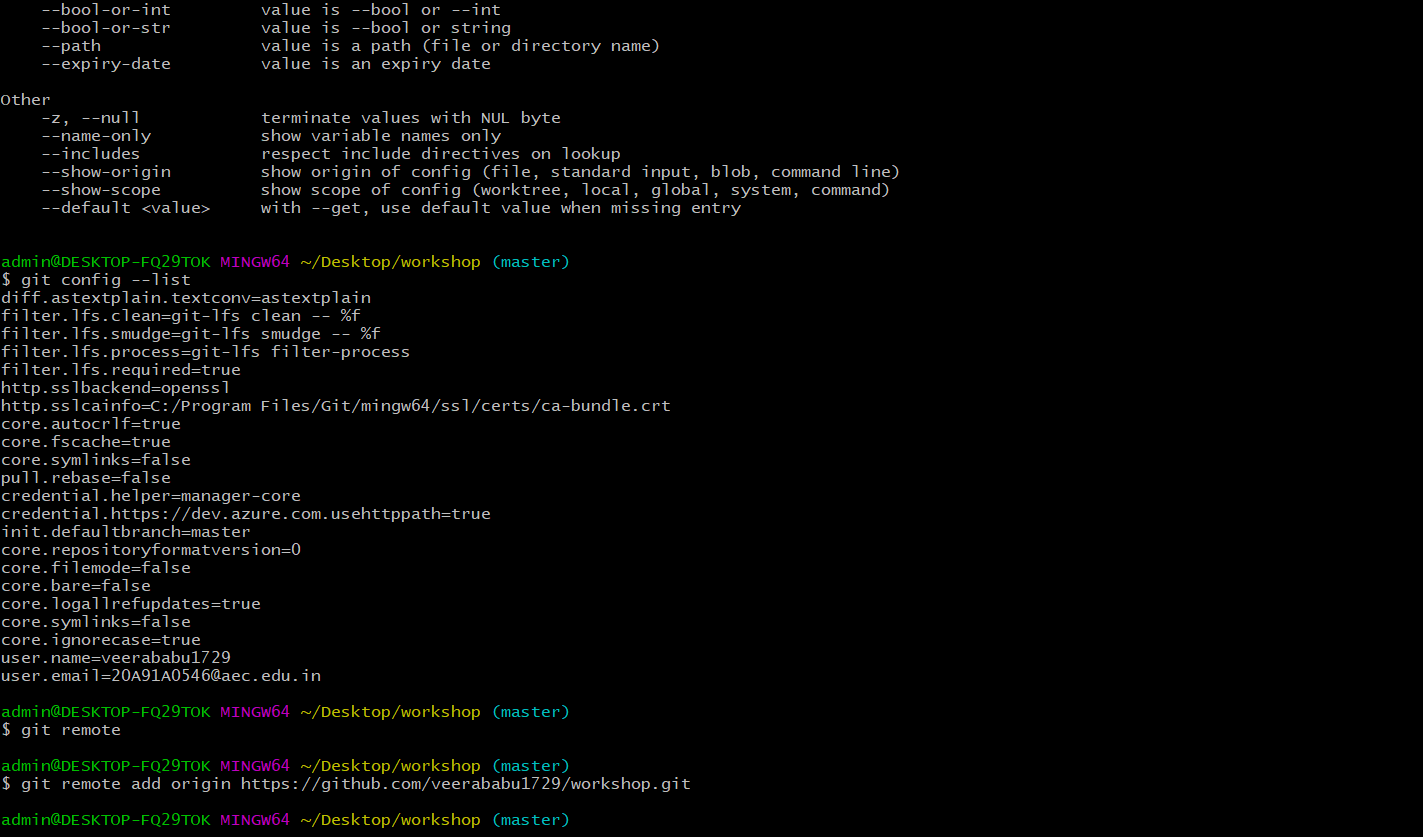 --bool-or-int         value is --bool or --int
--bool-or-str         value is --bool or string
--path                value is a path (file or directory name)
--expiry-date         value is an expiry date
Other
-z, --null            terminate values with NUL byte
--name-only           show variable names only
--includes            respect include directives on lookup
--show-origin         show origin of config (file, standard input, blob, command line)
--show-scope          show scope of config (worktree, local, global, system, command)
--default <value>     with --get, use default value when missing entry
admin@DESKTOP-FQ29TOK MINGW64 ~/Desktop/workshop (master)
$ git config --list
diff.astextplain.textconv=astextplain
filter.lfs.clean=git-lfs clean -- %f
filter.lfs.smudge=git-lfs smudge -- %f
filter.lfs.process=git-lfs filter-process
filter.lfs.required=true
http.sslbackend=openssl
http.sslcainfo=C:/Program Files/Git/mingw64/ssl/certs/ca-bundle.crt
core.autocrlf=true
core.fscache=true
core.symlinks=false
pull.rebase=false
credential.helper=manager-core
credential.https://dev.azure.com.usehttppath=true
init.defaultbranch=master
core.repositoryformatversion=0
core.filemode=false
core.bare=false
core.logallrefupdates=true
core.symlinks=false
core.ignorecase=true
user.name=veerababu1729
user.email=20A91A0546@aec.edu.in
admin@DESKTOP-FQ29TOK MINGW64 ~/Desktop/workshop (master)
$ git remote
admin@DESKTOP-FQ29TOK MINGW64 ~/Desktop/workshop (master)
$ git remote add origin https://github.com/veerababu1729/workshop.git
admin@DESKTOP-FQ29TOK MINGW64 ~/Desktop/workshop (master)